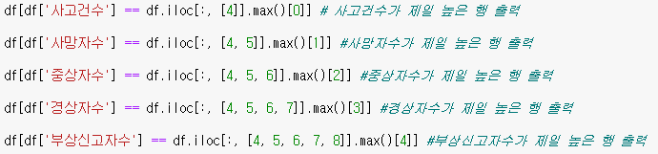 df[df['사고건수'] == df.iloc[:, [4]].max()[0]] # 사고건수가 제일 높은 행 출력
df[df['사망자수'] == df.iloc[:, [4, 5]].max()[1]] #사망자수가 제일 높은 행 출력
df[df['중상자수'] == df.iloc[:, [4, 5, 6]].max()[2]] #중상자수가 제일 높은 행 출력
df[df['경상자수'] == df.iloc[:, [4, 5, 6, 7]].max()[3]] #경상자수가 제일 높은 행 출력
df[df['부상신고자수'] == df.iloc[:, [4, 5, 6, 7, 8]].max()[4]] #부상신고자수가 제일 높은 행 출력